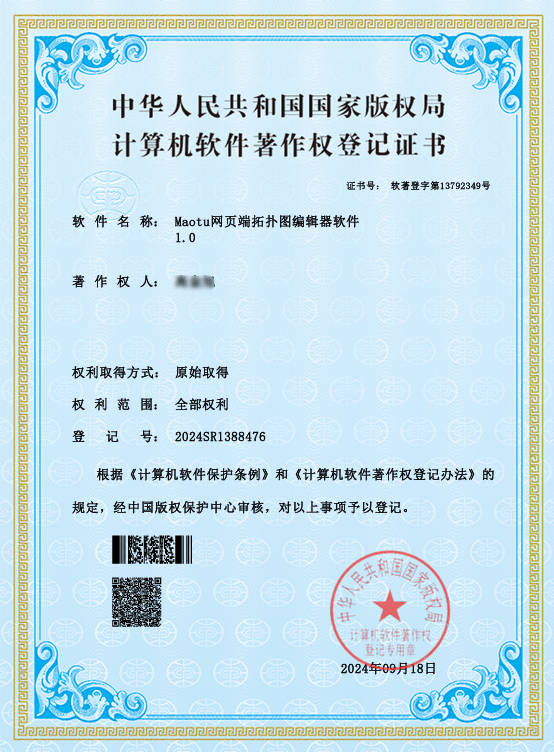 中华人民共和国国家版权局
计算机软件著作权登记证书
证书号： 软著登字第13792349号
软件名称： Maotu网页端拓扑图编辑器软件
1.0
著作权人：
权利取得方式： 原始取得
权利范围： 全部权利
登记号： 2024SR1388476
根据《计算机软件保护条例》和《计算机软件著作权登记办法》的
规定，经中国版权保护中心审核，对以上事项予以登记。
中华人民共和国国家版权局
计算机软件著作权
登记专用章
2024年09月18日